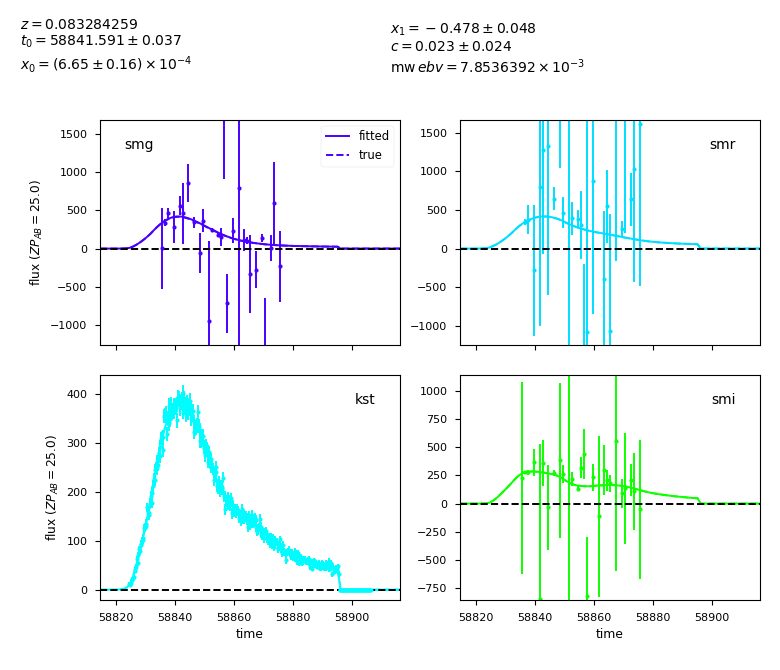 z = 0.083284259
t₀ = 58841.591 ± 0.037
x₀ = (6.65 ± 0.16) × 10⁻⁴
x₁ = −0.478 ± 0.048
c = 0.023 ± 0.024
mw ebv = 7.8536392 × 10⁻³
smg
fitted
true
1500
1000
500
0
−500
−1000
flux (ZP_AB = 25.0)
smr
1500
1000
500
0
−500
−1000
kst
400
300
200
100
0
flux (ZP_AB = 25.0)
58820 58840 58860 58880 58900
time
smi
1000
750
500
250
0
−250
−500
−750
58820 58840 58860 58880 58900
time